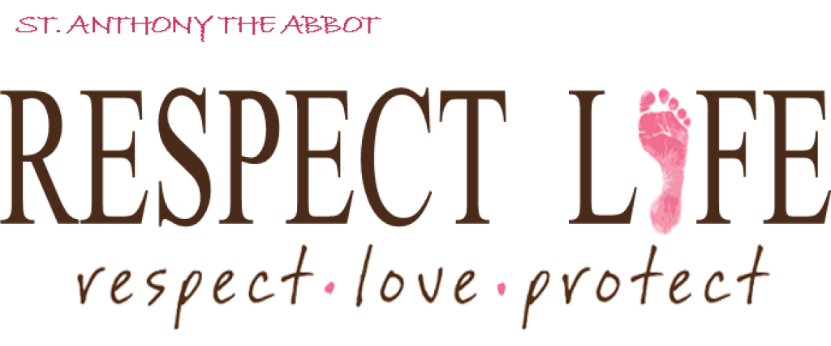 ST. ANTHONY THE ABBOT
RESPECT LIFE
respect · love · protect